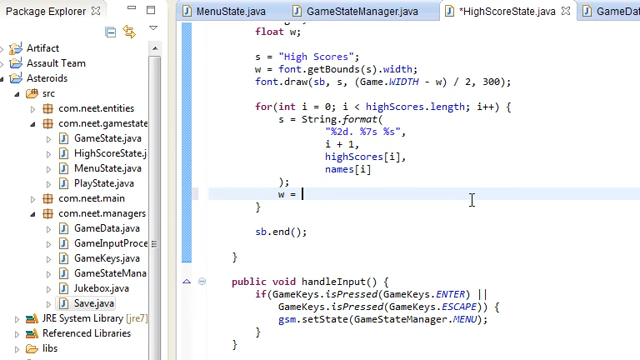 Package Explorer
MenuState.java
GameStateManager.java
*HighScoreState.java
GameData
Artifact
Assault Team
Asteroids
src
com.neet.entities
com.neet.gamestate
GameState.java
HighScoreState.java
MenuState.java
PlayState.java
com.neet.main
com.neet.managers
GameData.java
GameInputProce
GameKeys.java
GameStateMana
Jukebox.java
Save.java
JRE System Library [jre7]
Referenced Libraries
libs
float w;
s = "High Scores";
w = font.getBounds(s).width;
font.draw(sb, s, (Game.WIDTH - w) / 2, 300);
for(int i = 0; i < highScores.length; i++) {
s = String.format(
"%2d. %7s %s",
i + 1,
highScores[i],
names[i]
);
w =
}
sb.end();
}
public void handleInput() {
if(GameKeys.isPressed(GameKeys.ENTER) ||
GameKeys.isPressed(GameKeys.ESCAPE)) {
gsm.setState(GameStateManager.MENU);
}
}